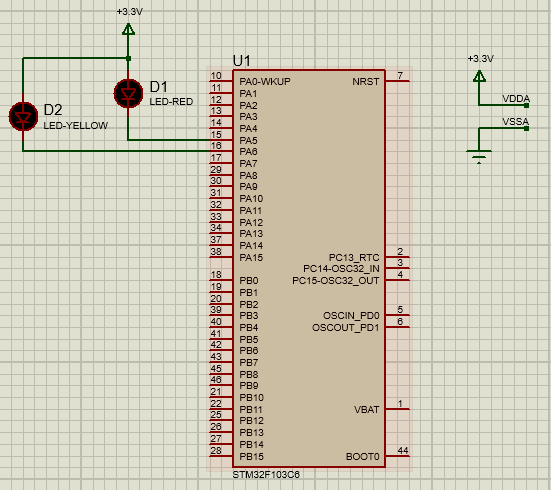 +3.3V
D1
LED-RED
D2
LED-YELLOW
U1
10 PA0-WKUP
11 PA1
12 PA2
13 PA3
14 PA4
15 PA5
16 PA6
17 PA7
29 PA8
30 PA9
31 PA10
32 PA11
33 PA12
34 PA13
37 PA14
38 PA15
18 PB0
19 PB1
20 PB2
39 PB3
40 PB4
41 PB5
42 PB6
43 PB7
45 PB8
46 PB9
21 PB10
22 PB11
25 PB12
26 PB13
27 PB14
28 PB15
NRST 7
PC13_RTC 2
PC14-OSC32_IN 3
PC15-OSC32_OUT 4
OSCIN_PD0 5
OSCOUT_PD1 6
VBAT 1
BOOT0 44
STM32F103C6
+3.3V
VDDA
VSSA